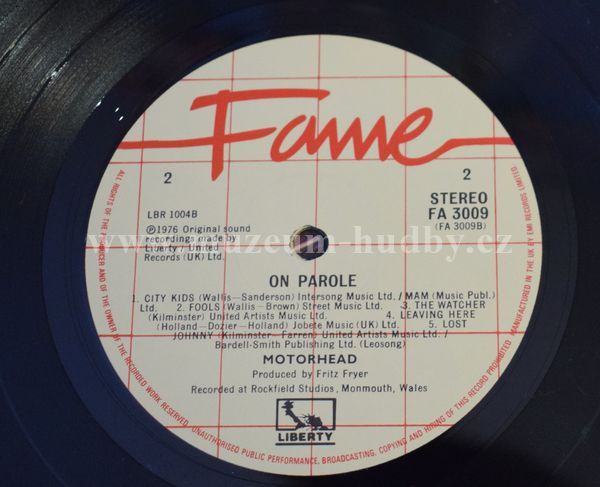 Fame
2
2
LBR 1004B
STEREO
FA 3009
(FA 3009B)
℗1976 Original sound
recordings made by
Liberty/United
Records (UK) Ltd.
www.mazeum-hudby.cz
ON PAROLE
1. CITY KIDS (Wallis—Sanderson) Intersong Music Ltd./MAM (Music Publ.)
Ltd. 2. FOOLS (Wallis—Brown) Street Music Ltd. 3. THE WATCHER
(Kilminster) United Artists Music Ltd. 4. LEAVING HERE
(Holland—Dozier—Holland) Jobete Music (UK) Ltd. 5. LOST
JOHNNY (Kilminster—Farren) United Artists Music Ltd./
Bardell-Smith Publishing Ltd. (Leosong)
MOTORHEAD
Produced by Fritz Fryer
Recorded at Rockfield Studios, Monmouth, Wales
LIBERTY
ALL RIGHTS OF THE PRODUCER AND OF THE OWNER OF THE RECORDED WORK RESERVED. UNAUTHORISED PUBLIC PERFORMANCE, BROADCASTING, COPYING AND HIRING OF THIS RECORD PROHIBITED. MANUFACTURED IN THE UK BY EMI RECORDS LIMITED.